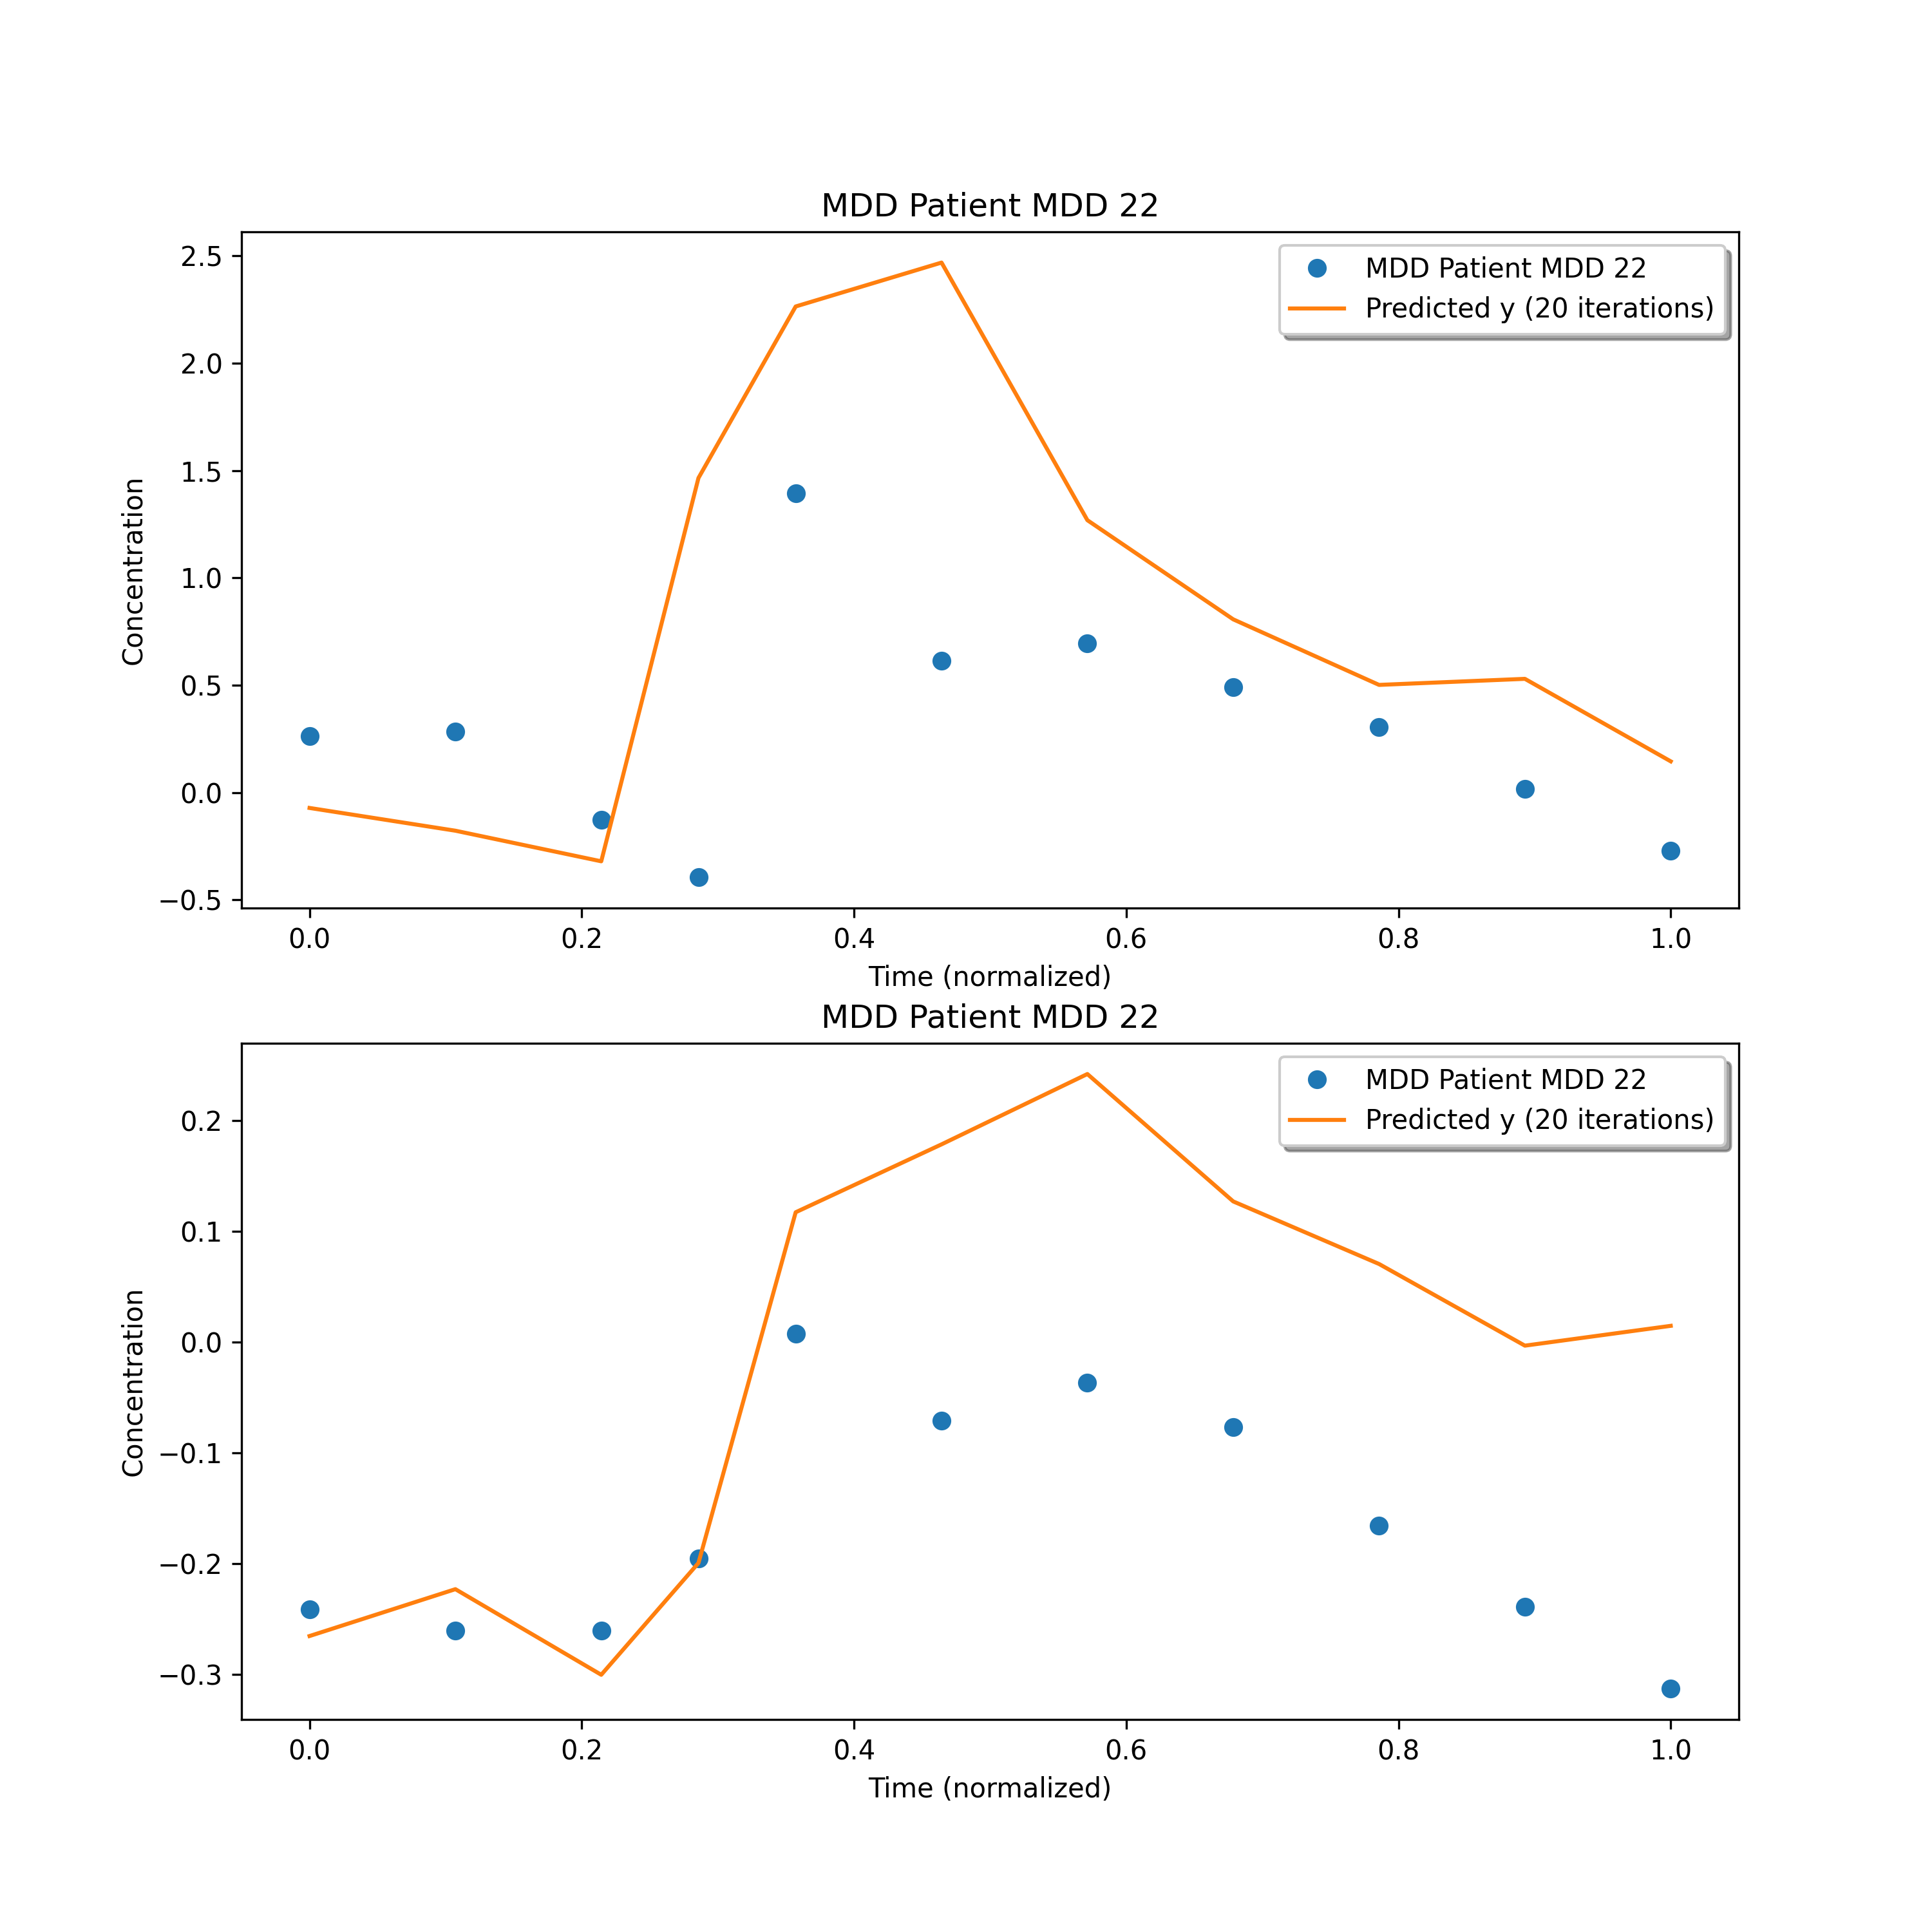 MDD Patient MDD 22
MDD Patient MDD 22
Predicted y (20 iterations)
Concentration
2.5
2.0
1.5
1.0
0.5
0.0
−0.5
0.0 0.2 0.4 0.6 0.8 1.0
Time (normalized)
MDD Patient MDD 22
MDD Patient MDD 22
Predicted y (20 iterations)
Concentration
0.2
0.1
0.0
−0.1
−0.2
−0.3
0.0 0.2 0.4 0.6 0.8 1.0
Time (normalized)